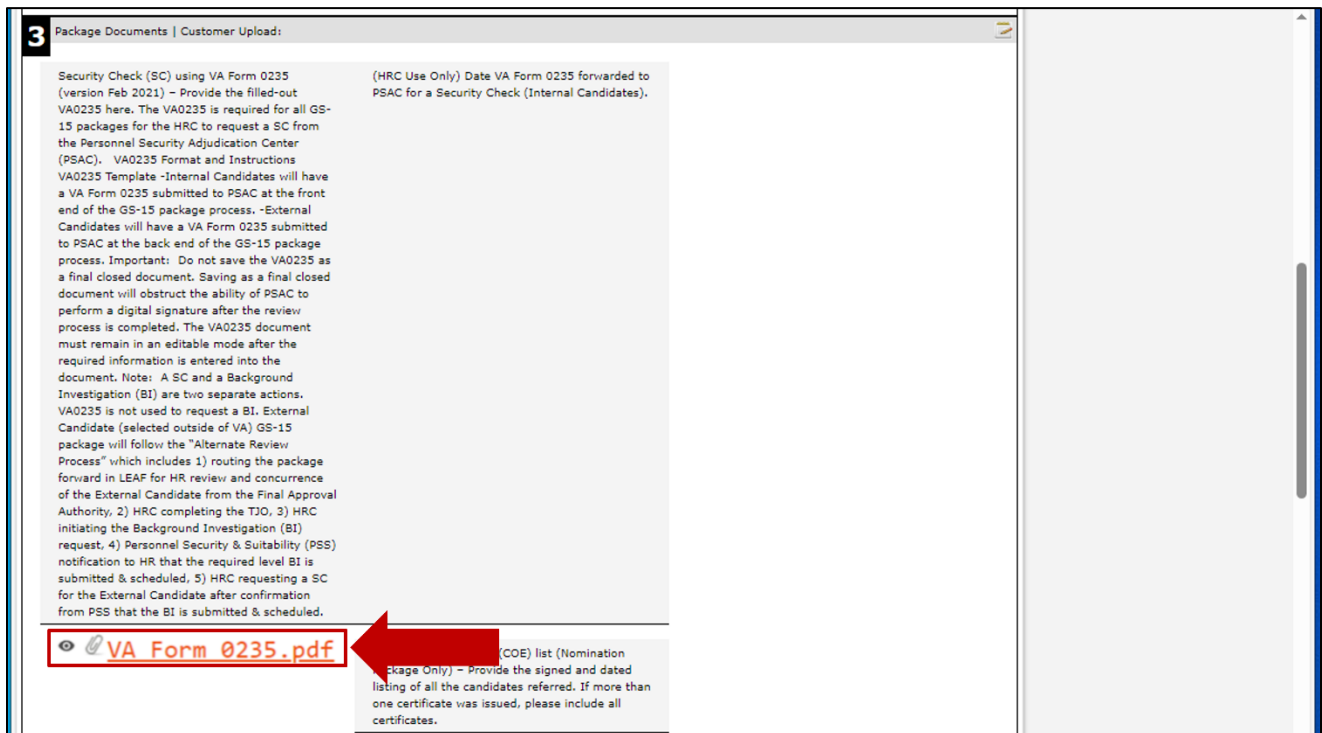 3
Package Documents | Customer Upload:
Security Check (SC) using VA Form 0235
(version Feb 2021) – Provide the filled-out
VA0235 here. The VA0235 is required for all GS-
15 packages for the HRC to request a SC from
the Personnel Security Adjudication Center
(PSAC).   VA0235 Format and Instructions
VA0235 Template -Internal Candidates will have
a VA Form 0235 submitted to PSAC at the front
end of the GS-15 package process. -External
Candidates will have a VA Form 0235 submitted
to PSAC at the back end of the GS-15 package
process. Important:  Do not save the VA0235 as
a final closed document. Saving as a final closed
document will obstruct the ability of PSAC to
perform a digital signature after the review
process is completed. The VA0235 document
must remain in an editable mode after the
required information is entered into the
document. Note:  A SC and a Background
Investigation (BI) are two separate actions.
VA0235 is not used to request a BI. External
Candidate (selected outside of VA) GS-15
package will follow the “Alternate Review
Process” which includes 1) routing the package
forward in LEAF for HR review and concurrence
of the External Candidate from the Final Approval
Authority, 2) HRC completing the TJO, 3) HRC
initiating the Background Investigation (BI)
request, 4) Personnel Security & Suitability (PSS)
notification to HR that the required level BI is
submitted & scheduled, 5) HRC requesting a SC
for the External Candidate after confirmation
from PSS that the BI is submitted & scheduled.
VA Form 0235.pdf
(HRC Use Only) Date VA Form 0235 forwarded to
PSAC for a Security Check (Internal Candidates).
(COE) list (Nomination
Package Only) – Provide the signed and dated
listing of all the candidates referred. If more than
one certificate was issued, please include all
certificates.